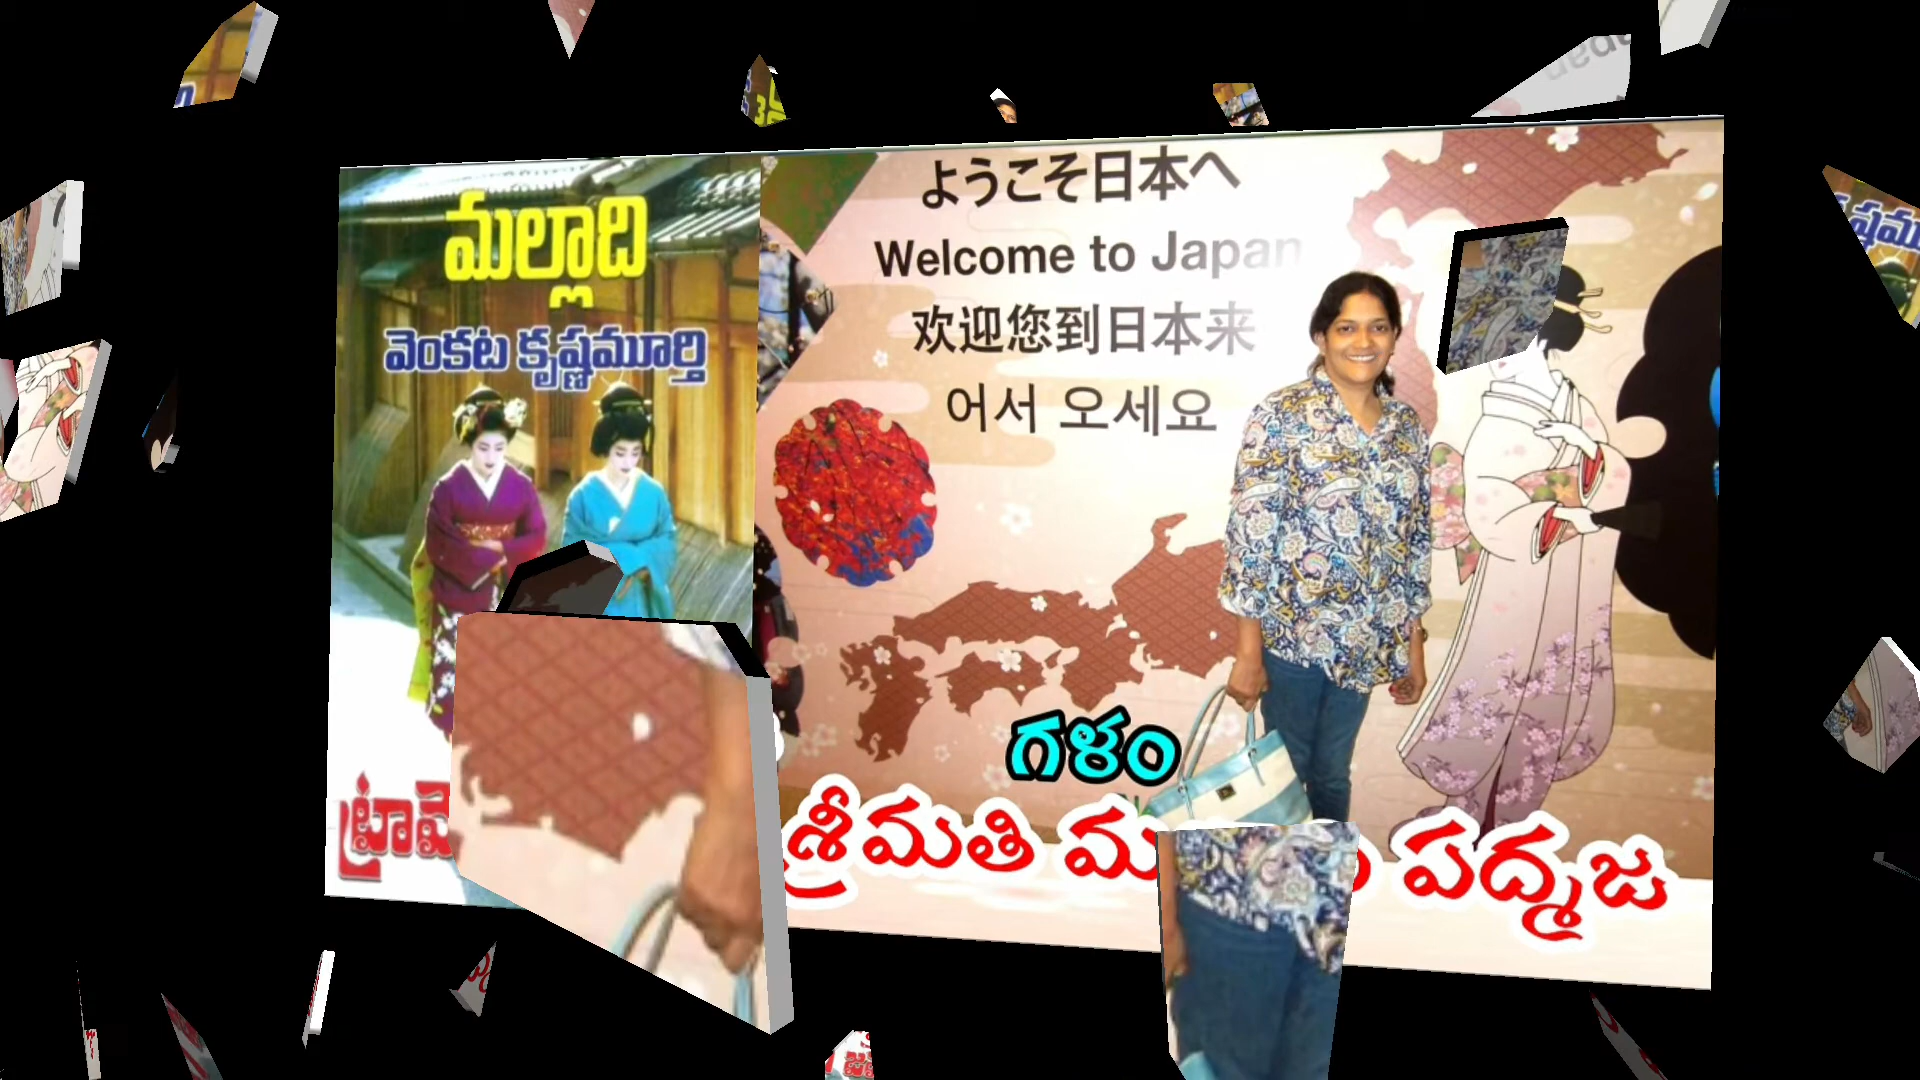 మల్లాది
వెంకట కృష్ణమూర్తి
ようこそ日本へ
Welcome to Japan
欢迎您到日本来
어서 오세요
గళం
శ్రీమతి పద్మజ